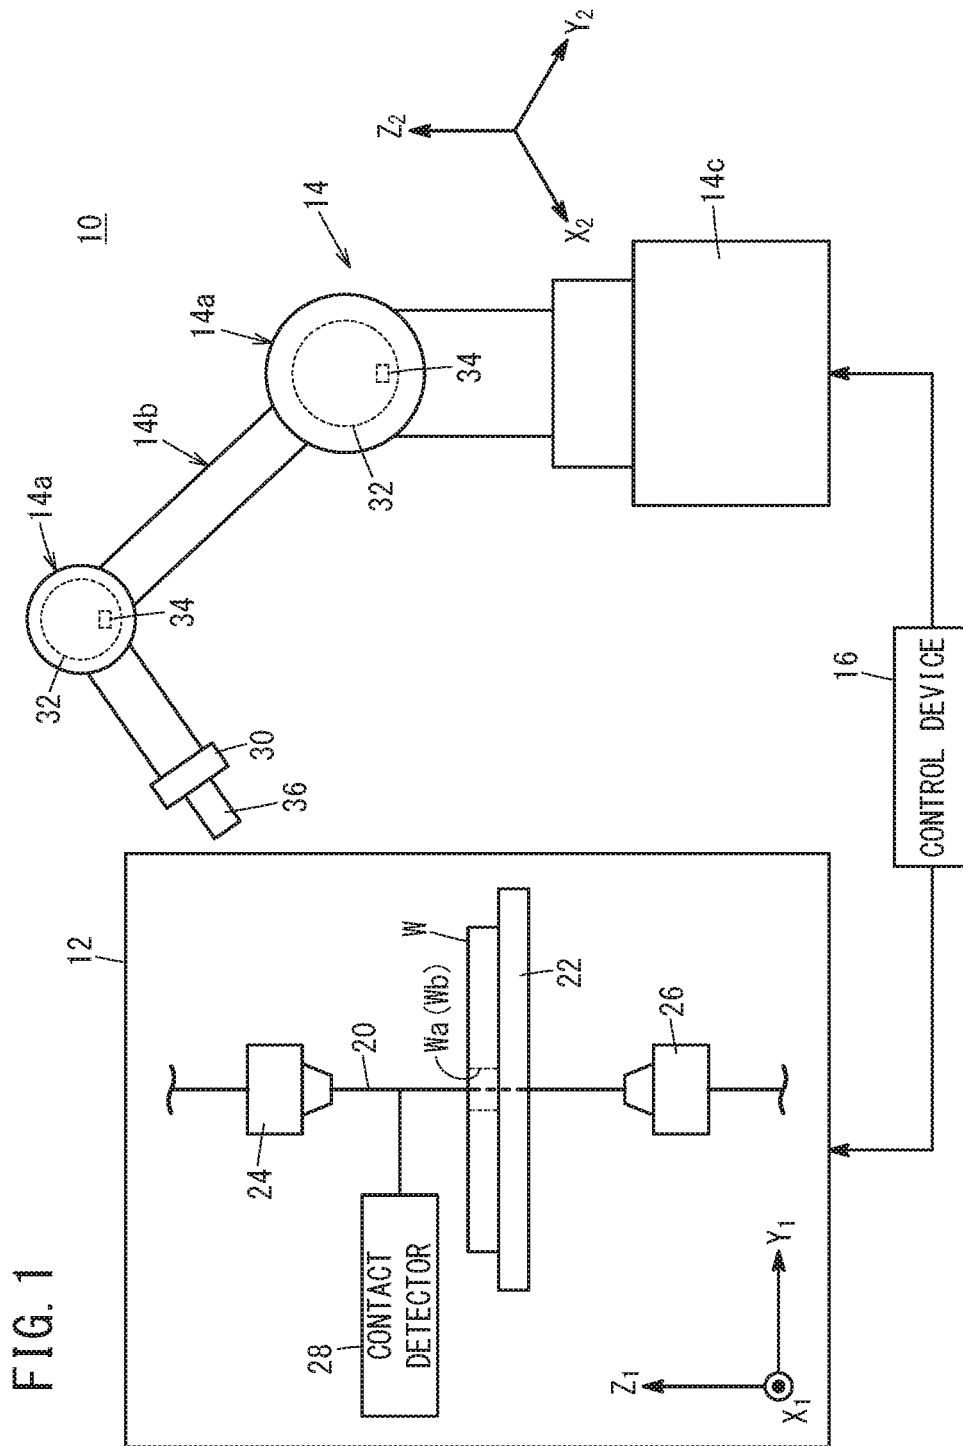 FIG. 1
10
12
14
14a
14a
14b
14c
32
32
34
34
30
36
Z2
X2
Y2
24
20
28
CONTACT
DETECTOR
Wa(Wb)
W
22
26
Z1
X1
Y1
16
CONTROL DEVICE